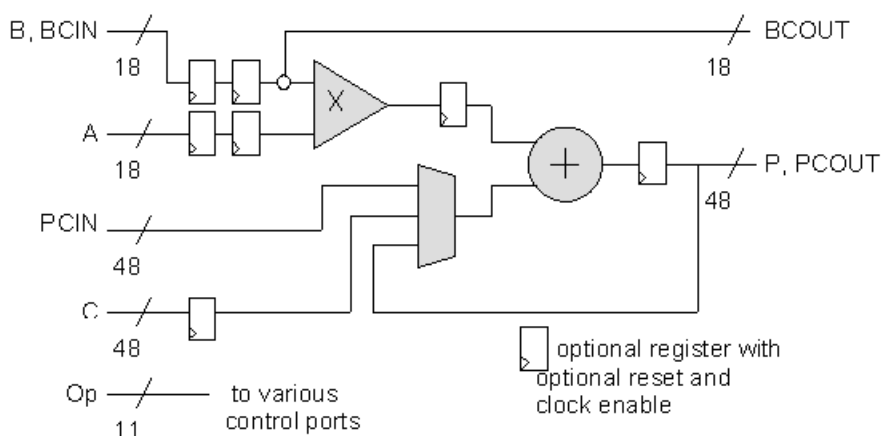 B, BCIN
18
BCOUT
18
X
A
18
+
P, PCOUT
48
PCIN
48
C
48
optional register with
optional reset and
clock enable
Op
11
to various
control ports